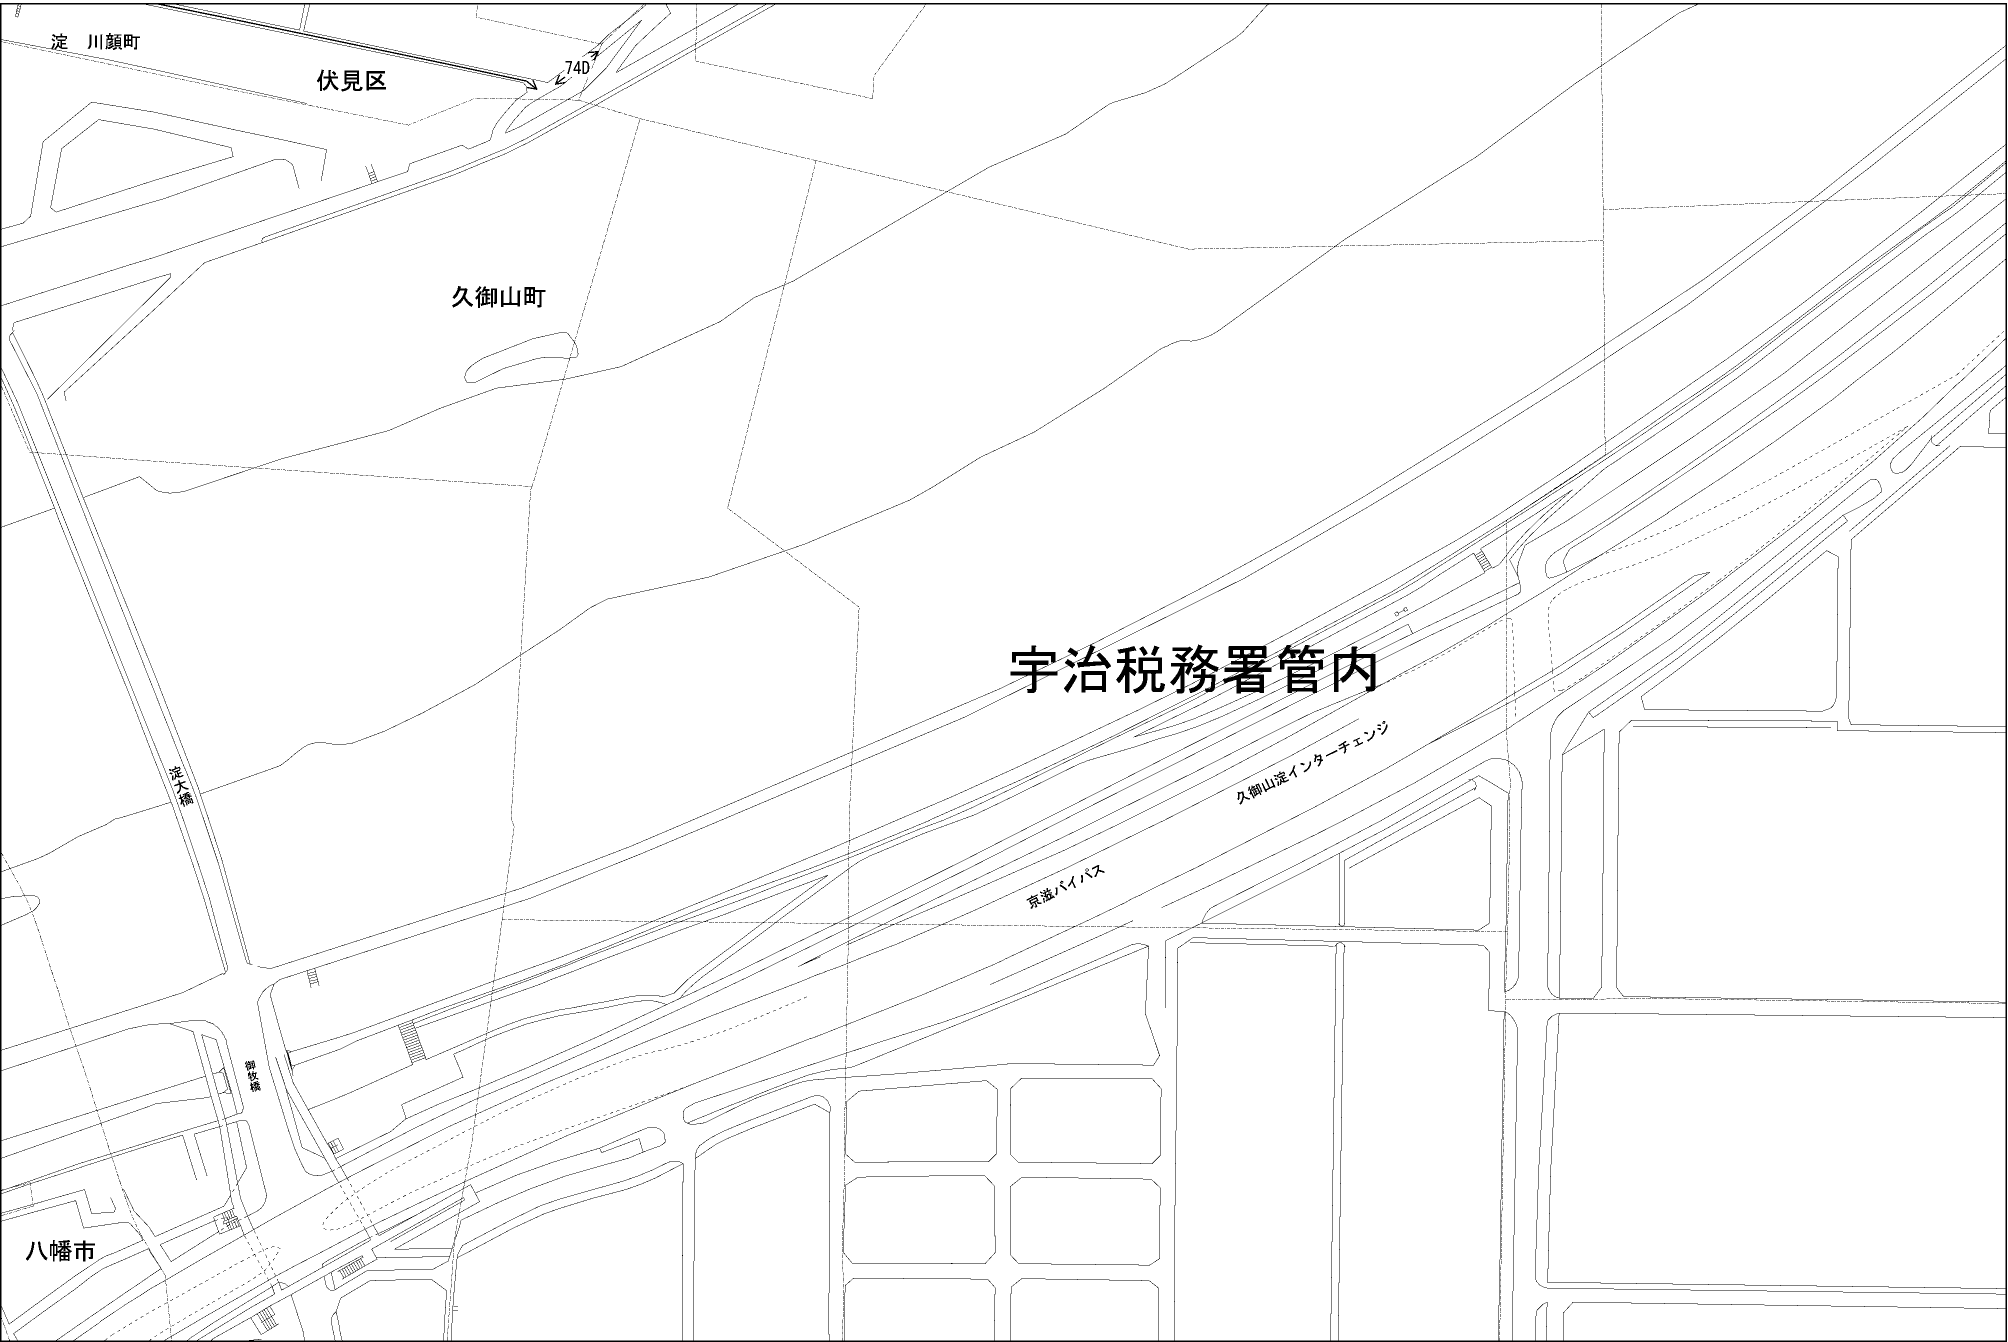 淀 川顔町
74D
伏見区
久御山町
宇治税務署管内
久御山淀インターチェンジ
淀大橋
京滋バイパス
御牧橋
八幡市